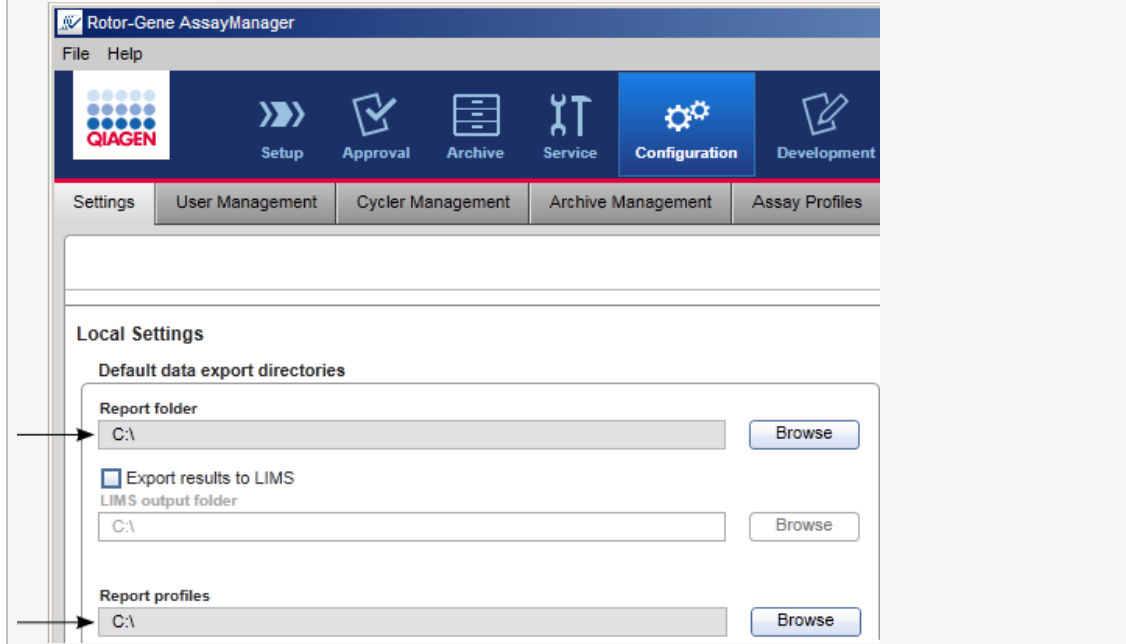 Rotor-Gene AssayManager
File Help
QIAGEN
Setup Approval Archive Service Configuration Development
Settings User Management Cycler Management Archive Management Assay Profiles
Local Settings
Default data export directories
Report folder
C:\ Browse
Export results to LIMS
LIMS output folder
C:\ Browse
Report profiles
C:\ Browse